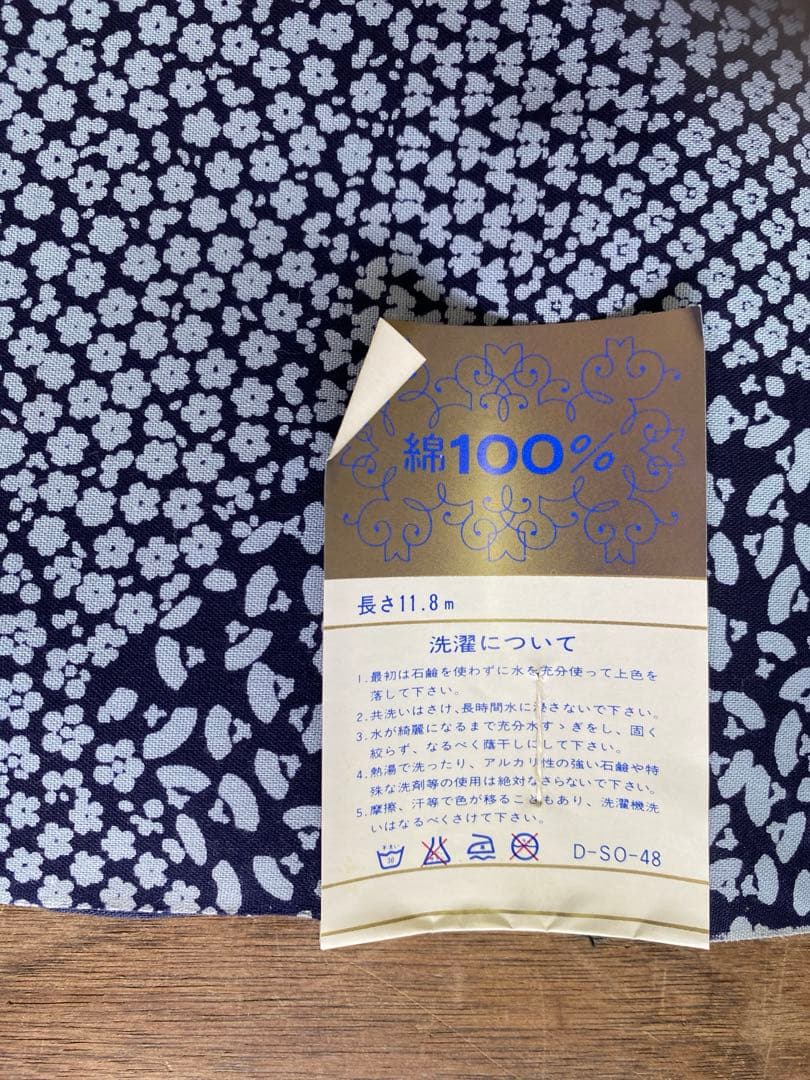 綿100%
長さ11.8m
洗濯について
1. 最初は石鹸を使わずに水を充分使って上色を
落して下さい。
2. 共洗いはさけ、長時間水に浸さないで下さい。
3. 水が綺麗になるまで充分水すゝぎをし、固く
絞らず、なるべく蔭干しにして下さい。
4. 熱湯で洗ったり、アルカリ性の強い石鹸や特
殊な洗剤等の使用は絶対なさらないで下さい。
5. 摩擦、汗等で色が移ることもあり、洗濯機洗
いはなるべくさけて下さい。
30 D-SO-48